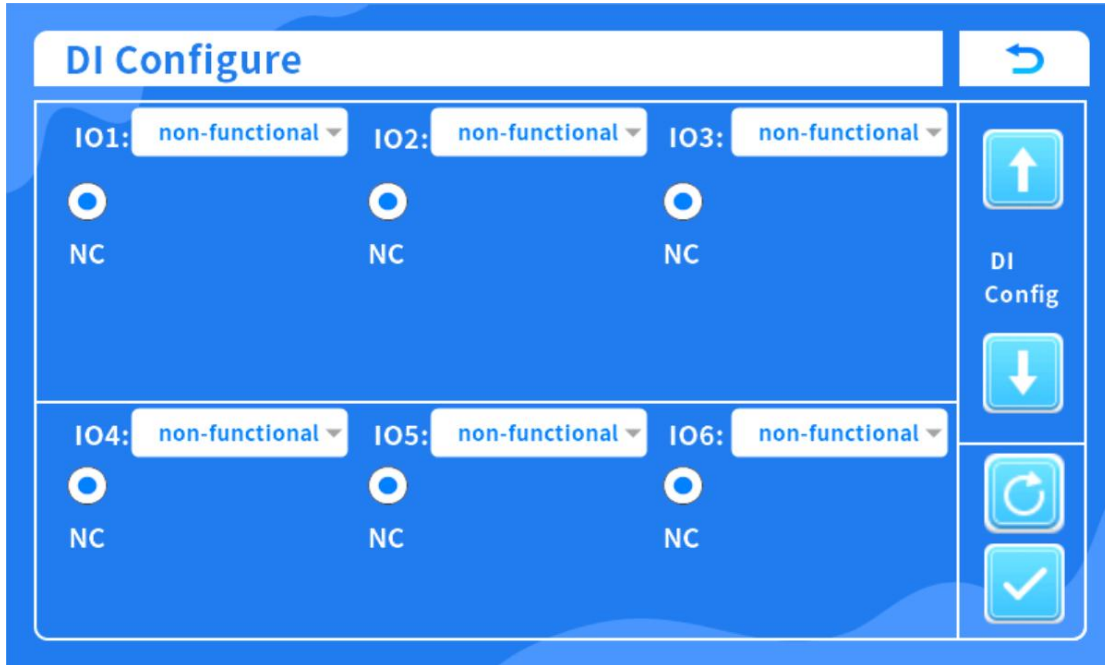 DI Configure
IO1: non-functional IO2: non-functional IO3: non-functional
NC NC NC
DI
Config
IO4: non-functional IO5: non-functional IO6: non-functional
NC NC NC